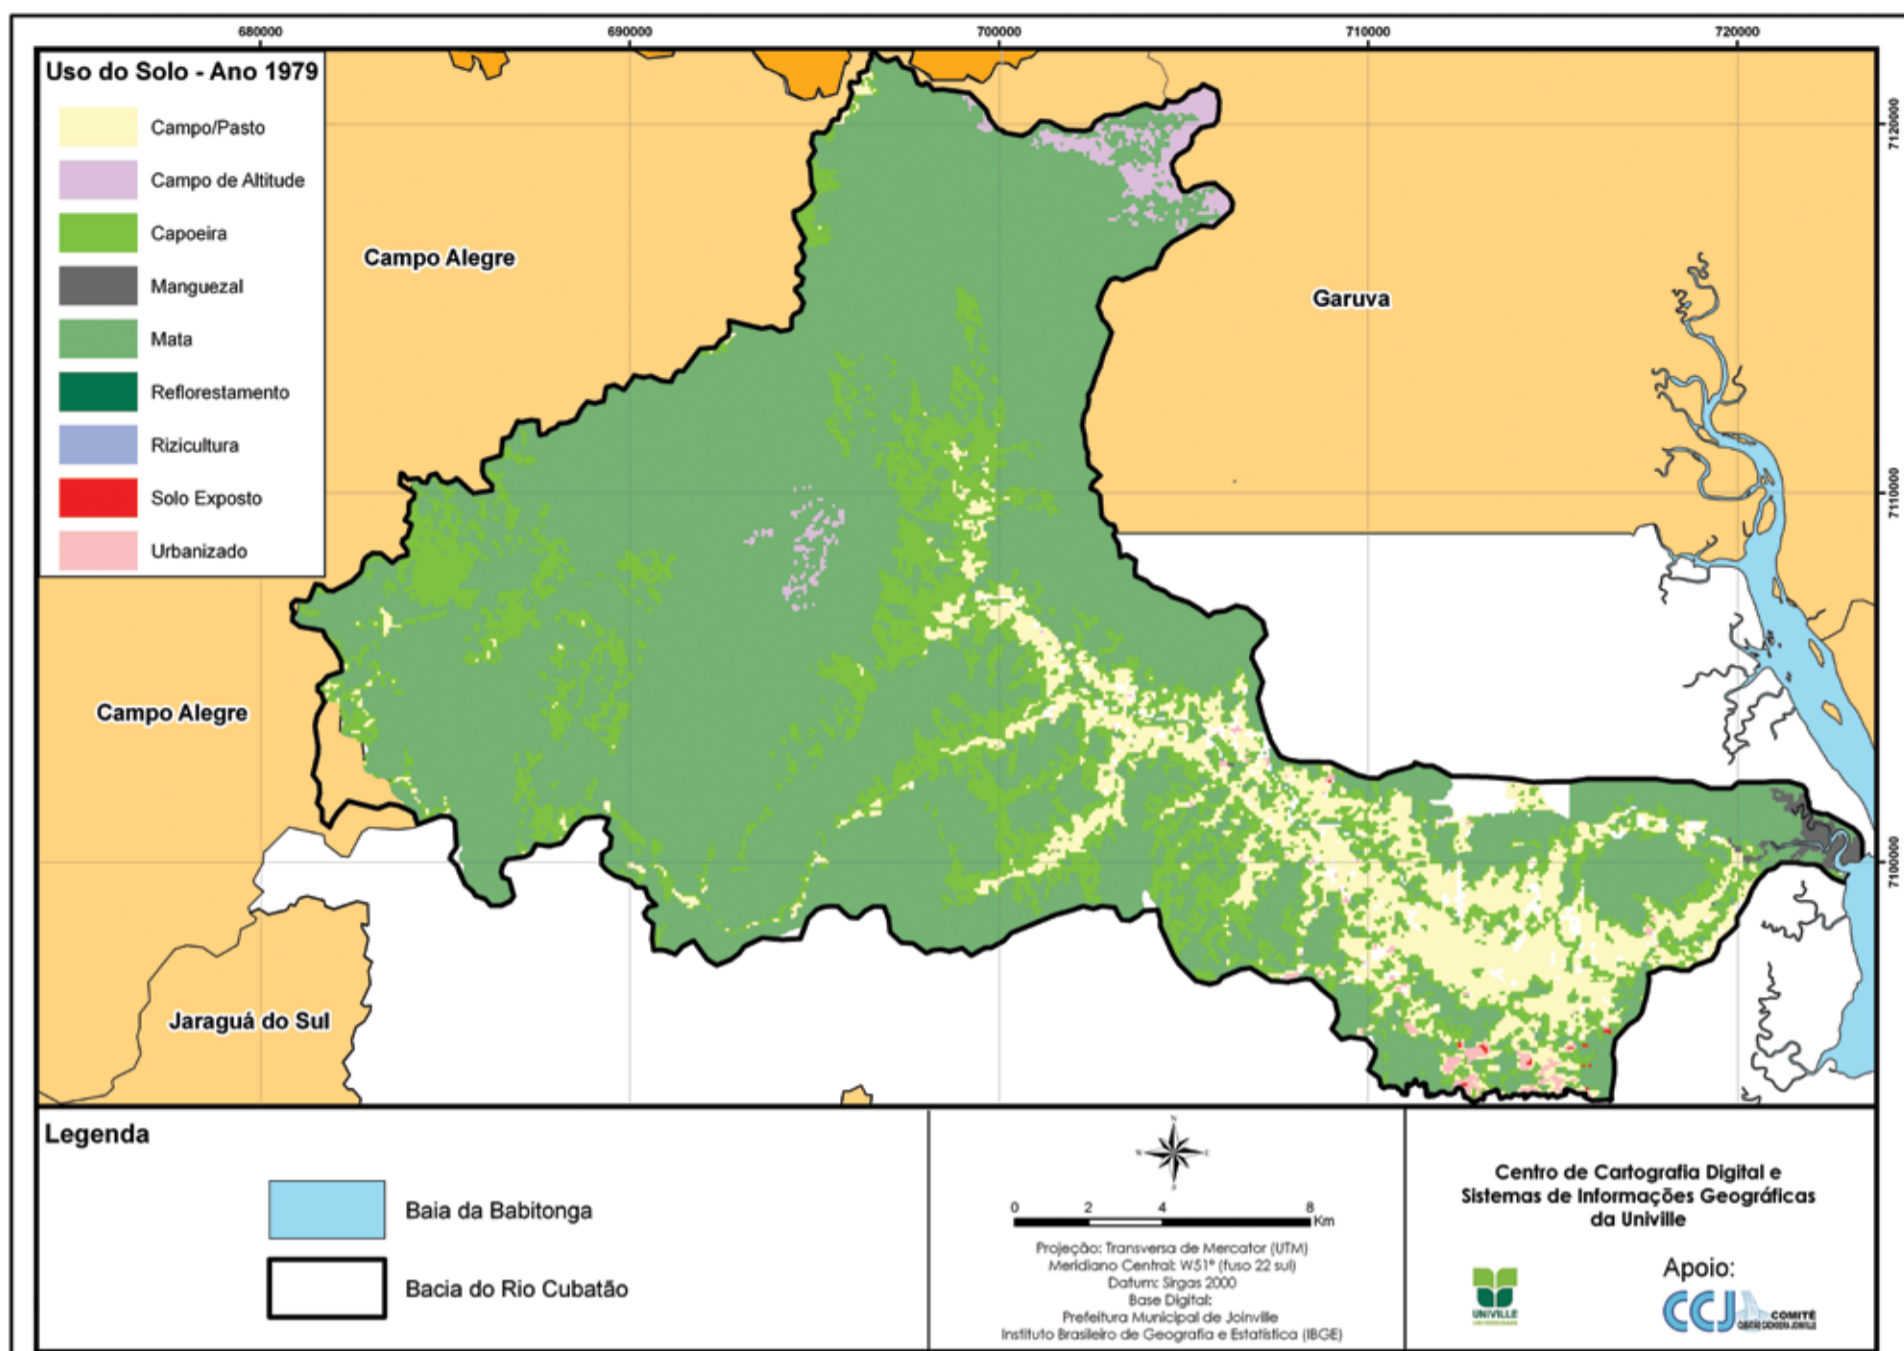 680000
690000
700000
710000
720000
Uso do Solo - Ano 1979
Campo/Pasto
Campo de Altitude
Capoeira
Manguezal
Mata
Reflorestamento
Rizicultura
Solo Exposto
Urbanizado
7120000
7110000
7100000
Campo Alegre
Garuva
Campo Alegre
Jaraguá do Sul
Legenda
Baia da Babitonga
Bacia do Rio Cubatão
N
W
E
S
0 2 4 8
Km
Projeção: Transversa de Mercator (UTM)
Meridiano Central: W51° (fuso 22 sul)
Datum: Sirgas 2000
Base Digital:
Prefeitura Municipal de Joinville
Instituto Brasileiro de Geografia e Estatística (IBGE)
Centro de Cartografia Digital e
Sistemas de Informações Geográficas
da Univille
UNIVILLE
Apoio:
CCJ COMITÊ